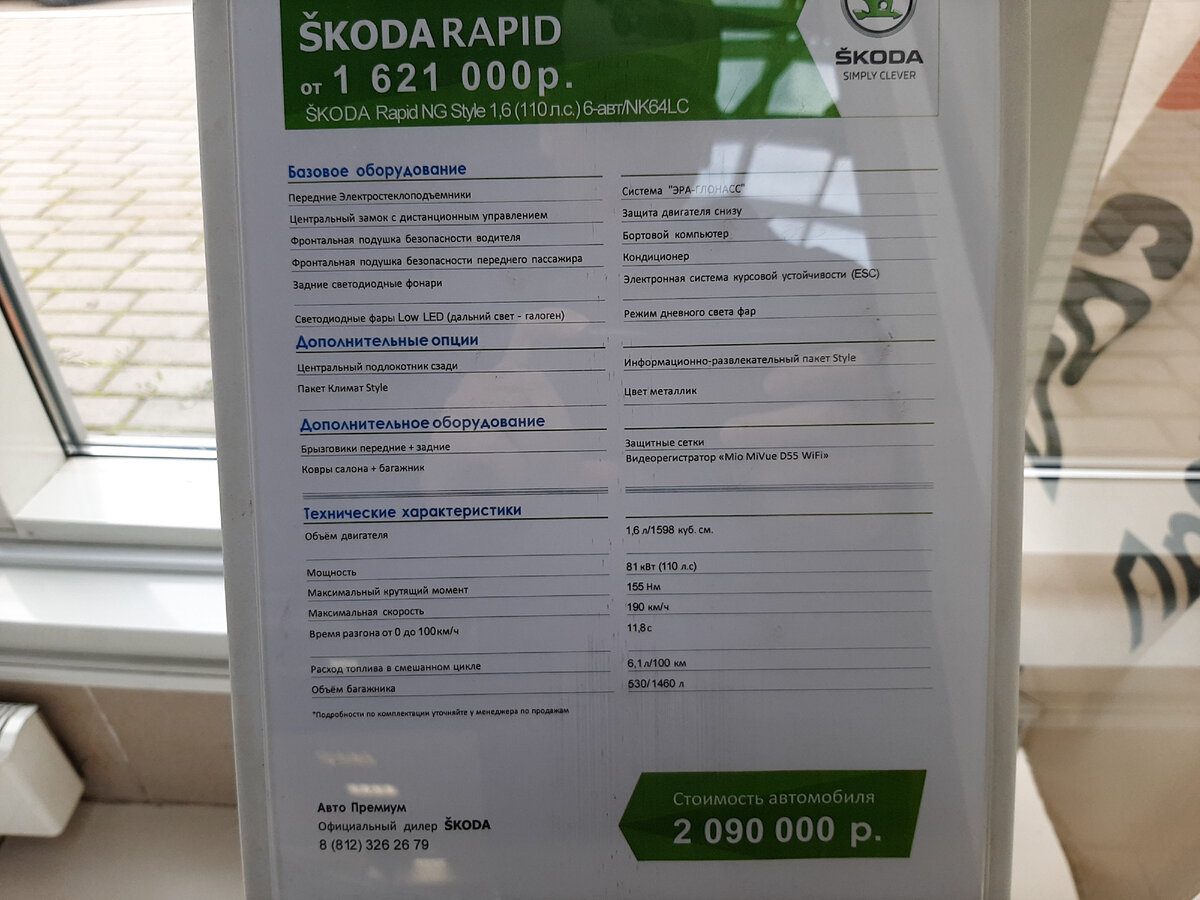 ŠKODA RAPID
от 1 621 000р.
ŠKODA Rapid NG Style 1,6 (110 л.с.) 6-авт/NK64LC
ŠKODA
SIMPLY CLEVER
Базовое оборудование
Передние Электростеклоподъемники
Система "ЭРА-ГЛОНАСС"
Центральный замок с дистанционным управлением
Защита двигателя снизу
Фронтальная подушка безопасности водителя
Бортовой компьютер
Фронтальная подушка безопасности переднего пассажира
Кондиционер
Задние светодиодные фонари
Электронная система курсовой устойчивости (ESC)
Светодиодные фары Low LED (дальний свет - галоген)
Режим дневного света фар
Дополнительные опции
Центральный подлокотник сзади
Информационно-развлекательный пакет Style
Пакет Климат Style
Цвет металлик
Дополнительное оборудование
Брызговики передние + задние
Защитные сетки
Ковры салона + багажник
Видеорегистратор «Mio MiVue D55 WiFi»
Технические характеристики
Объём двигателя
1,6 л/1598 куб. см.
Мощность
81 кВт (110 л.с)
Максимальный крутящий момент
155 Нм
Максимальная скорость
190 км/ч
Время разгона от 0 до 100км/ч
11,8 с
Расход топлива в смешанном цикле
6,1 л/100 км
Объём багажника
530/1460 л
*Подробности по комплектации уточняйте у менеджера по продажам
Авто Премиум
Официальный дилер ŠKODA
8 (812) 326 26 79
Стоимость автомобиля
2 090 000 р.